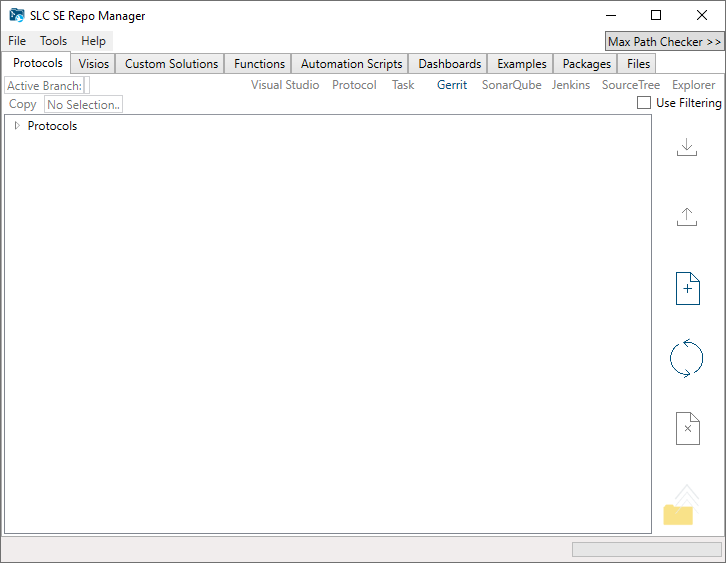 SLC SE Repo Manager
File Tools Help Max Path Checker >>
Protocols Visios Custom Solutions Functions Automation Scripts Dashboards Examples Packages Files
Active Branch: Visual Studio Protocol Task Gerrit SonarQube Jenkins SourceTree Explorer
Copy No Selection.. Use Filtering
Protocols